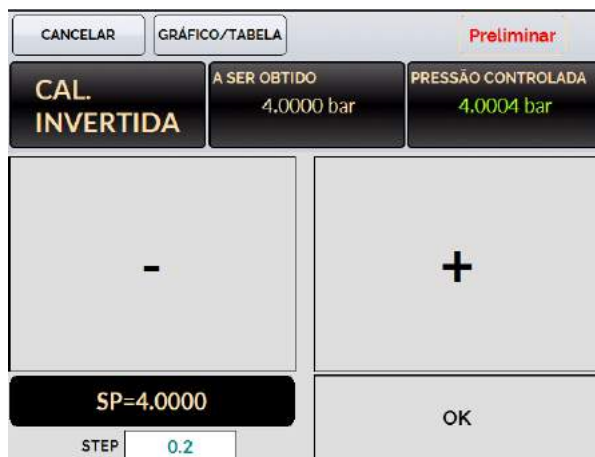 CANCELAR
GRÁFICO/TABELA
Preliminar
CAL.
INVERTIDA
A SER OBTIDO
4.0000 bar
PRESSÃO CONTROLADA
4.0004 bar
-
+
SP=4.0000
OK
STEP
0.2